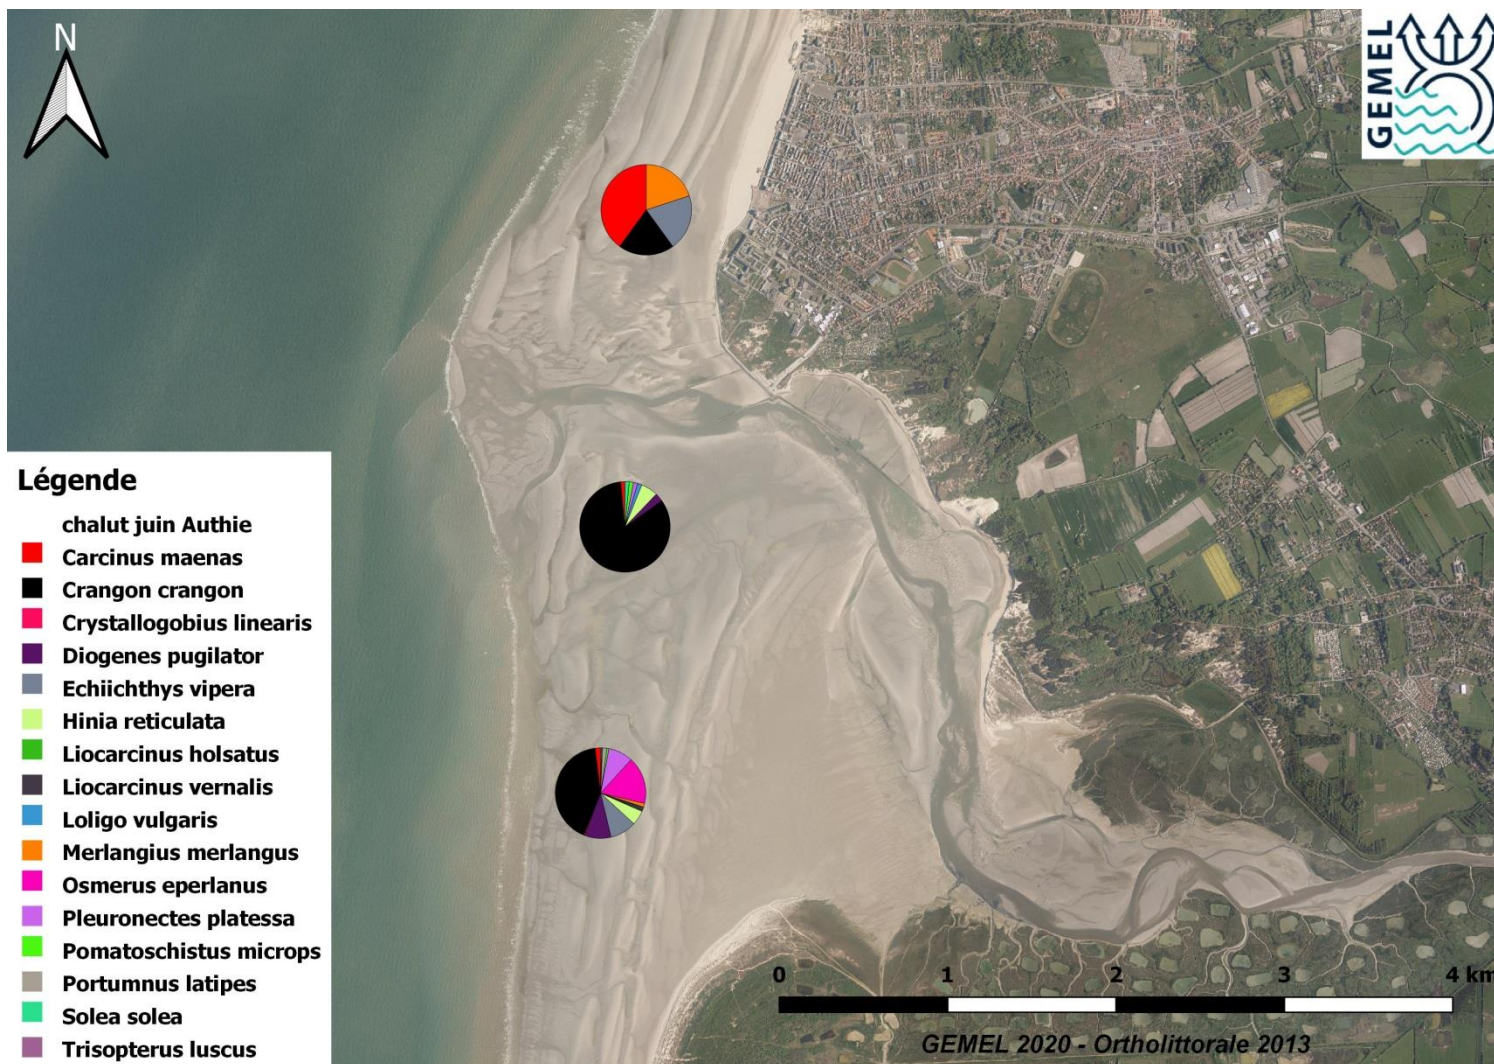 N
GEMEL
Légende
chalut juin Authie
Carcinus maenas
Crangon crangon
Crystallogobius linearis
Diogenes pugilator
Echiichthys vipera
Hinia reticulata
Liocarcinus holsatus
Liocarcinus vernalis
Loligo vulgaris
Merlangius merlangus
Osmerus eperlanus
Pleuronectes platessa
Pomatoschistus microps
Portumnus latipes
Solea solea
Trisopterus luscus
0 1 2 3 4 km
GEMEL 2020 - Ortholittorale 2013